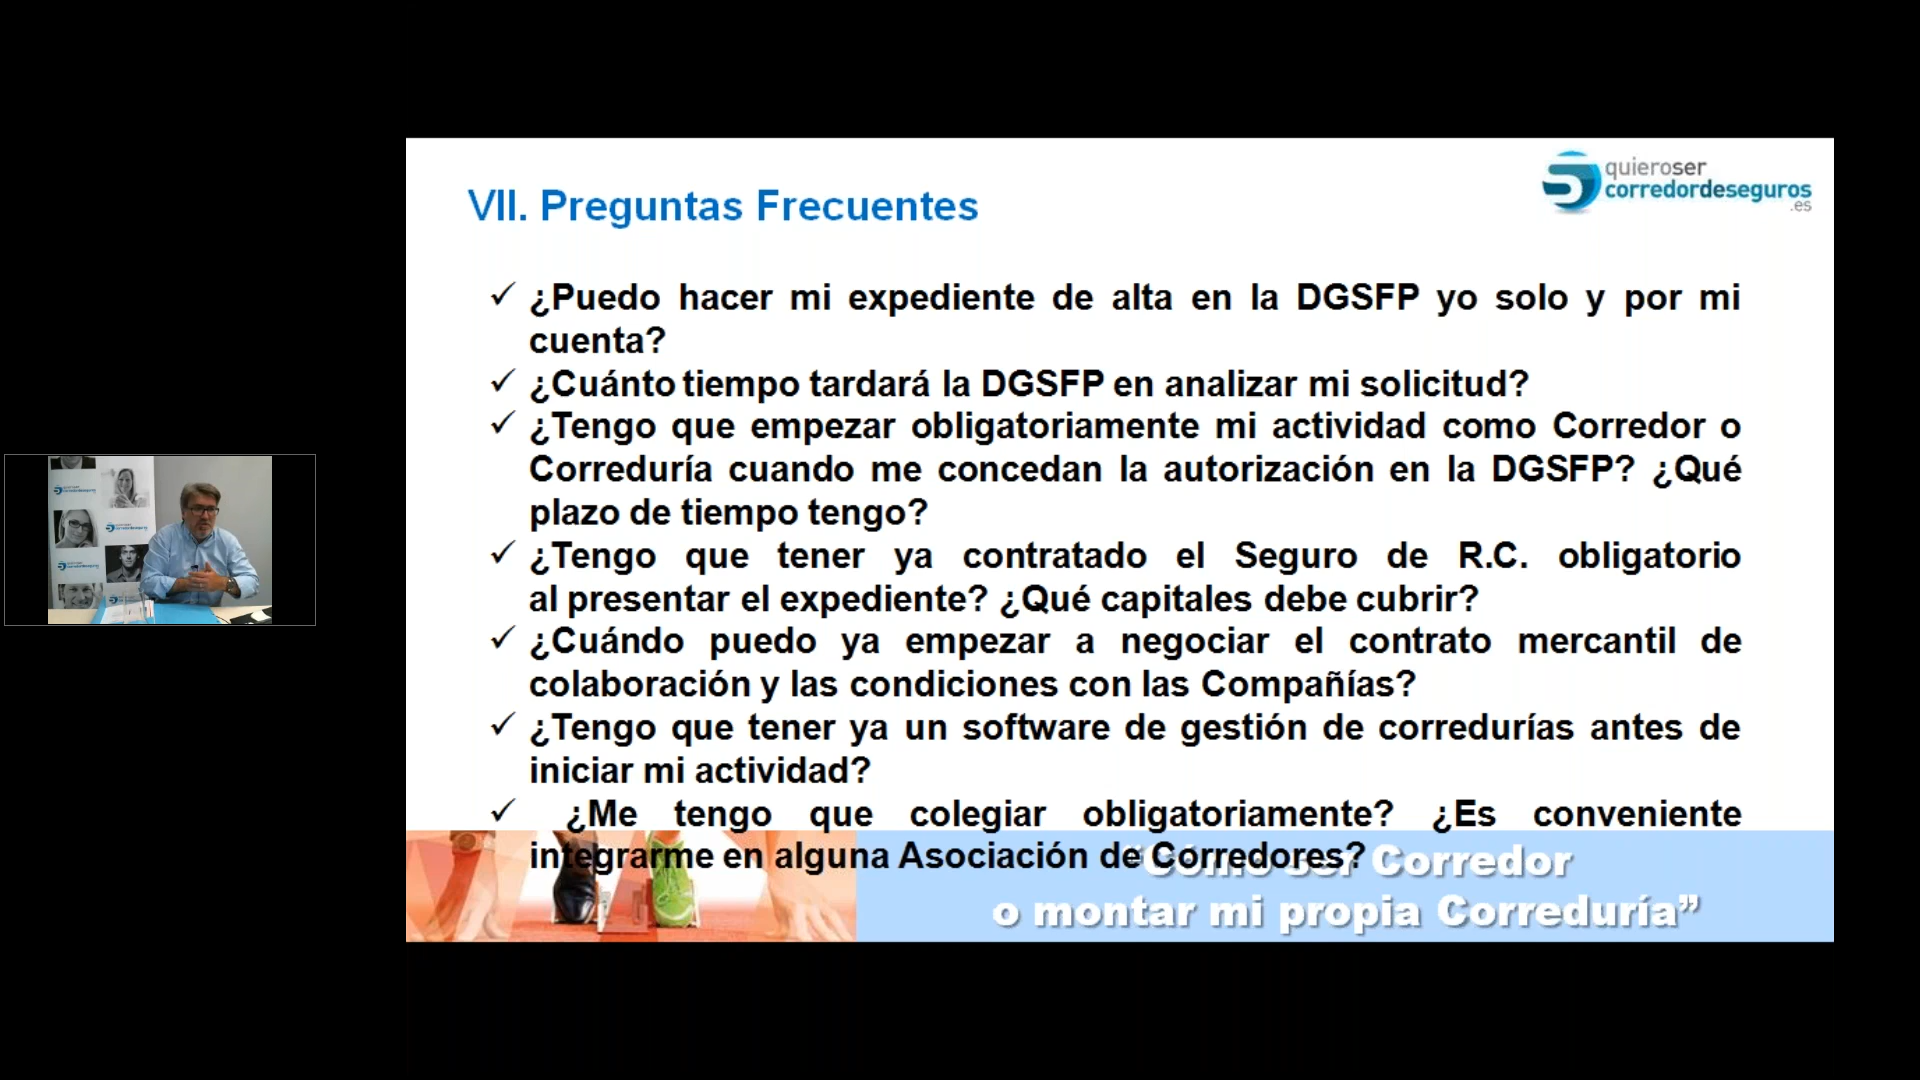 quieroser
corredordeseguros
.es
VII. Preguntas Frecuentes
✓ ¿Puedo hacer mi expediente de alta en la DGSFP yo solo y por mi
cuenta?
✓ ¿Cuánto tiempo tardará la DGSFP en analizar mi solicitud?
✓ ¿Tengo que empezar obligatoriamente mi actividad como Corredor o
Correduría cuando me concedan la autorización en la DGSFP? ¿Qué
plazo de tiempo tengo?
✓ ¿Tengo que tener ya contratado el Seguro de R.C. obligatorio
al presentar el expediente? ¿Qué capitales debe cubrir?
✓ ¿Cuándo puedo ya empezar a negociar el contrato mercantil de
colaboración y las condiciones con las Compañías?
✓ ¿Tengo que tener ya un software de gestión de corredurías antes de
iniciar mi actividad?
✓ ¿Me tengo que colegiar obligatoriamente? ¿Es conveniente
integrarme en alguna Asociación de Corredores?
“Cómo ser Corredor
o montar mi propia Correduría”